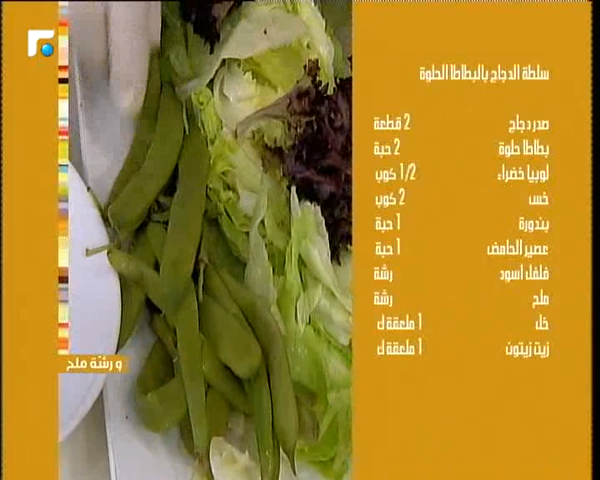 سلطة الدجاج بالبطاطا الحلوة
صدر دجاج 2 قطعة
بطاطا حلوة 2 حبة
لوبيا خضراء 1/2 كوب
خس 2 كوب
بندورة 1 حبة
عصير الحامض 1 حبة
فلفل اسود رشة
ملح رشة
خل 1 ملعقة ك
زيت زيتون 1 ملعقة ك
و رشّة ملح